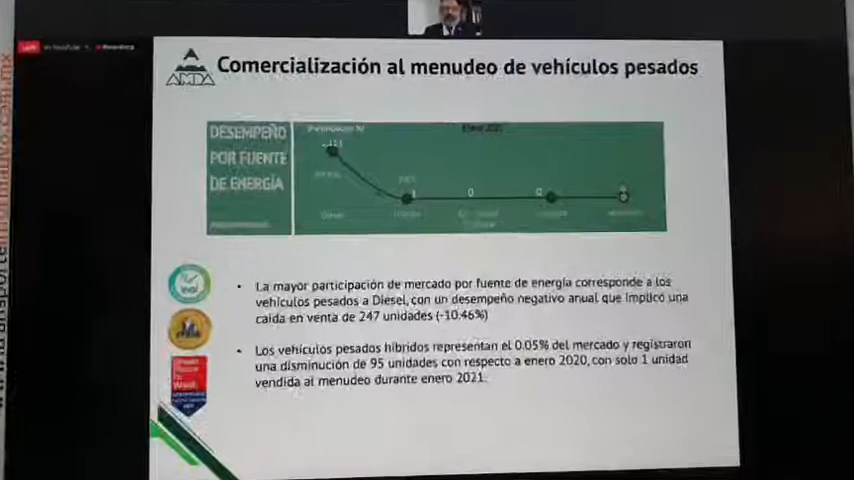 AMDA
Comercialización al menudeo de vehículos pesados
DESEMPEÑO
POR FUENTE
DE ENERGÍA
0
0
• La mayor participación de mercado por fuente de energía corresponde a los
vehículos pesados a Diesel, con un desempeño negativo anual que implicó una
caída en venta de 247 unidades (-10.46%)
• Los vehículos pesados híbridos representan el 0.05% del mercado y registraron
una disminución de 95 unidades con respecto a enero 2020, con solo 1 unidad
vendida al menudeo durante enero 2021.